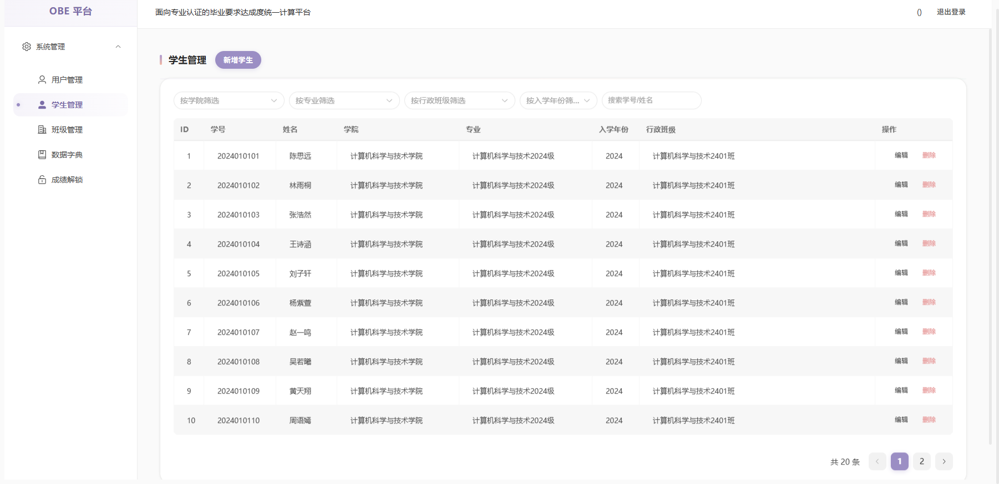 OBE 平台
面向专业认证的毕业要求达成度统一计算平台
() 退出登录
系统管理
用户管理
学生管理
班级管理
数据字典
成绩解锁
学生管理 新增学生
按学院筛选 按专业筛选 按行政班级筛选 按入学年份筛... 搜索学号/姓名
ID 学号 姓名 学院 专业 入学年份 行政班级 操作
1 2024010101 陈思远 计算机科学与技术学院 计算机科学与技术2024级 2024 计算机科学与技术2401班 编辑 删除
2 2024010102 林雨桐 计算机科学与技术学院 计算机科学与技术2024级 2024 计算机科学与技术2401班 编辑 删除
3 2024010103 张浩然 计算机科学与技术学院 计算机科学与技术2024级 2024 计算机科学与技术2401班 编辑 删除
4 2024010104 王诗涵 计算机科学与技术学院 计算机科学与技术2024级 2024 计算机科学与技术2401班 编辑 删除
5 2024010105 刘子轩 计算机科学与技术学院 计算机科学与技术2024级 2024 计算机科学与技术2401班 编辑 删除
6 2024010106 杨紫萱 计算机科学与技术学院 计算机科学与技术2024级 2024 计算机科学与技术2401班 编辑 删除
7 2024010107 赵一鸣 计算机科学与技术学院 计算机科学与技术2024级 2024 计算机科学与技术2401班 编辑 删除
8 2024010108 吴若曦 计算机科学与技术学院 计算机科学与技术2024级 2024 计算机科学与技术2401班 编辑 删除
9 2024010109 黄天翔 计算机科学与技术学院 计算机科学与技术2024级 2024 计算机科学与技术2401班 编辑 删除
10 2024010110 周语嫣 计算机科学与技术学院 计算机科学与技术2024级 2024 计算机科学与技术2401班 编辑 删除
共 20 条 1 2